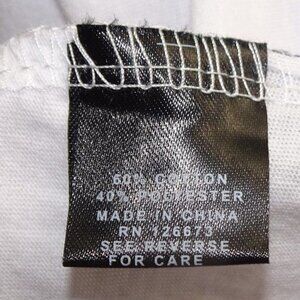 60% COTTON
40% POLYESTER
MADE IN CHINA
RN 126673
SEE REVERSE
FOR CARE